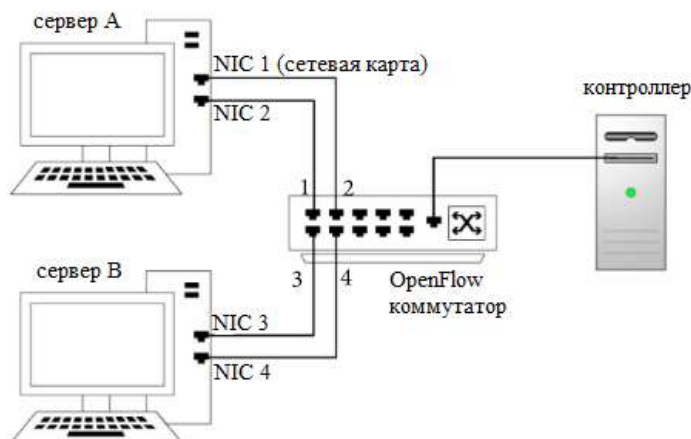 сервер А
NIC 1 (сетевая карта)
NIC 2
контроллер
1
2
3
4
OpenFlow
коммутатор
сервер В
NIC 3
NIC 4